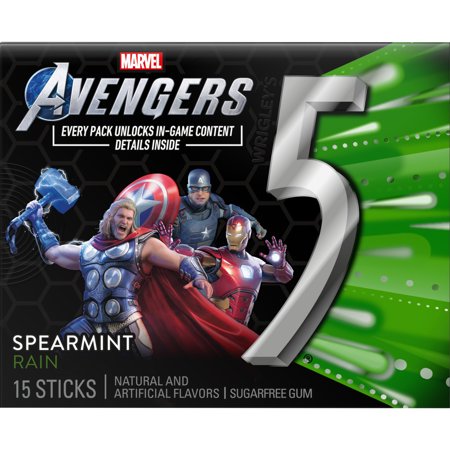 MARVEL
AVENGERS
EVERY PACK UNLOCKS IN-GAME CONTENT
DETAILS INSIDE
WRIGLEY'S
5
®
SPEARMINT
RAIN
15 STICKS
NATURAL AND
ARTIFICIAL FLAVORS | SUGARFREE GUM